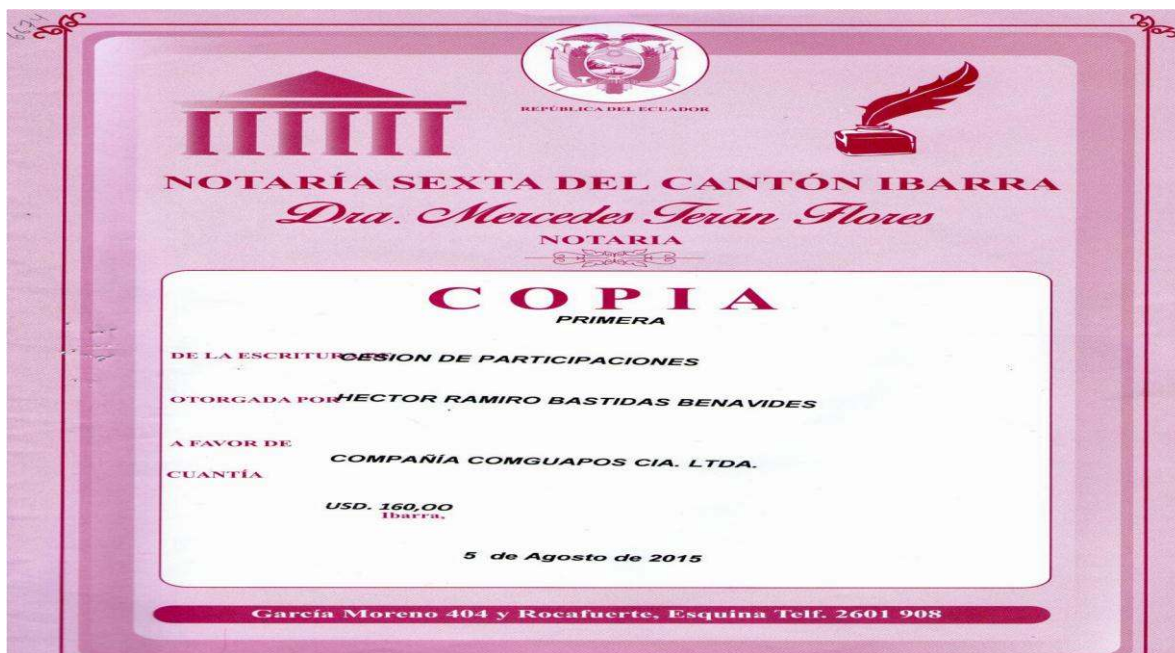 6674
REPÚBLICA DEL ECUADOR
NOTARÍA SEXTA DEL CANTÓN IBARRA
Dra. Mercedes Terán Flores
NOTARIA
COPIA
PRIMERA
DE LA ESCRITURA DE CESION DE PARTICIPACIONES
OTORGADA POR HECTOR RAMIRO BASTIDAS BENAVIDES
A FAVOR DE
COMPAÑÍA COMGUAPOS CIA. LTDA.
CUANTÍA
USD. 160,OO
Ibarra,
5 de Agosto de 2015
García Moreno 404 y Rocafuerte, Esquina Telf. 2601 908